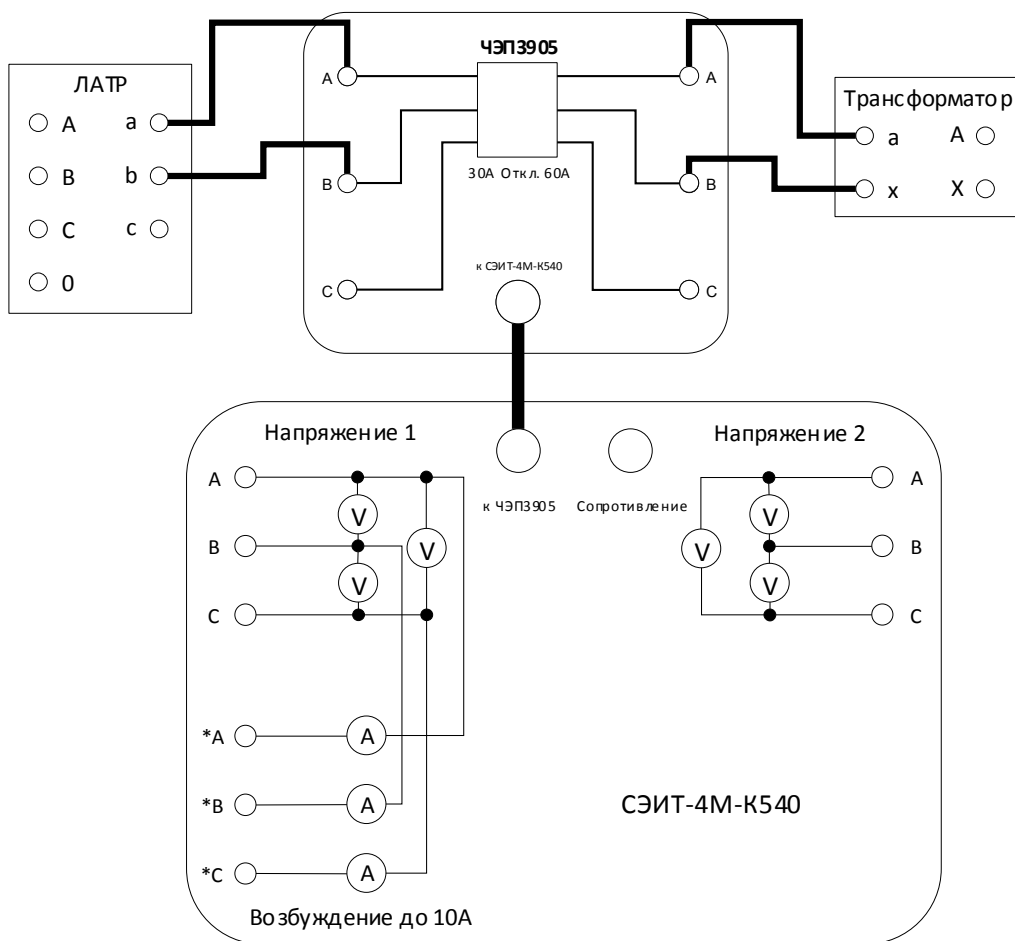 ЧЭП3905
ЛАТР
A a
B b
C c
0
A A
B B
C C
30А Откл. 60А
к СЭИТ-4М-К540
Трансформатор
a A
x X
Напряжение 1
Напряжение 2
к ЧЭП3905 Сопротивление
A V V A
B V V B
C V V C
*A A
*B A
*C A
СЭИТ-4М-К540
Возбуждение до 10А